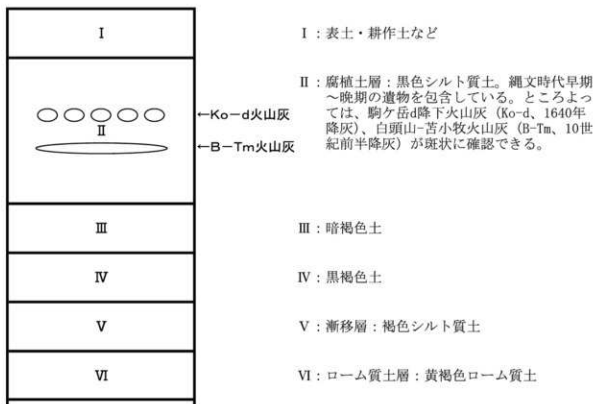 Ⅰ
Ⅰ：表土・耕作土など
Ⅱ：腐植土層：黒色シルト質土。縄文時代早期
～晩期の遺物を包含している。ところよっ
ては、駒ケ岳d降下火山灰（Ko-d、1640年
降灰）、白頭山-苫小牧火山灰（B-Tm、10世
紀前半降灰）が斑状に確認できる。
←Ko－d火山灰
Ⅱ
←B－Tm火山灰
Ⅲ
Ⅲ：暗褐色土
Ⅳ
Ⅳ：黒褐色土
Ⅴ
Ⅴ：漸移層：褐色シルト質土
Ⅵ
Ⅵ：ローム質土層：黄褐色ローム質土